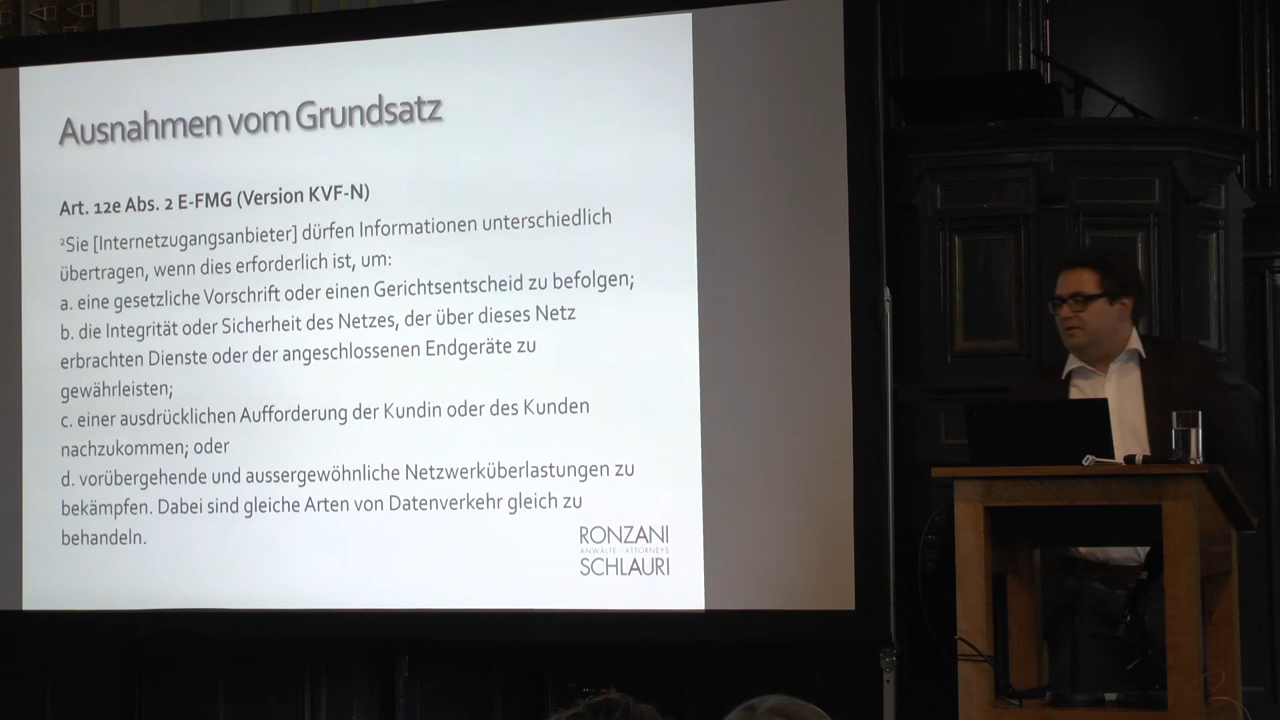 Ausnahmen vom Grundsatz
Art. 12e Abs. 2 E-FMG (Version KVF-N)
²Sie [Internetzugangsanbieter] dürfen Informationen unterschiedlich
übertragen, wenn dies erforderlich ist, um:
a. eine gesetzliche Vorschrift oder einen Gerichtsentscheid zu befolgen;
b. die Integrität oder Sicherheit des Netzes, der über dieses Netz
erbrachten Dienste oder der angeschlossenen Endgeräte zu
gewährleisten;
c. einer ausdrücklichen Aufforderung der Kundin oder des Kunden
nachzukommen; oder
d. vorübergehende und aussergewöhnliche Netzwerküberlastungen zu
bekämpfen. Dabei sind gleiche Arten von Datenverkehr gleich zu
behandeln.
RONZANI
ANWÄLTE · ATTORNEYS
SCHLAURI